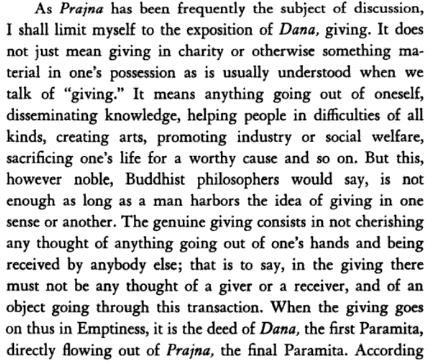 As Prajna has been frequently the subject of discussion,
I shall limit myself to the exposition of Dana, giving. It does
not just mean giving in charity or otherwise something ma-
terial in one's possession as is usually understood when we
talk of "giving." It means anything going out of oneself,
disseminating knowledge, helping people in difficulties of all
kinds, creating arts, promoting industry or social welfare,
sacrificing one's life for a worthy cause and so on. But this,
however noble, Buddhist philosophers would say, is not
enough as long as a man harbors the idea of giving in one
sense or another. The genuine giving consists in not cherishing
any thought of anything going out of one's hands and being
received by anybody else; that is to say, in the giving there
must not be any thought of a giver or a receiver, and of an
object going through this transaction. When the giving goes
on thus in Emptiness, it is the deed of Dana, the first Paramita,
directly flowing out of Prajna, the final Paramita. According